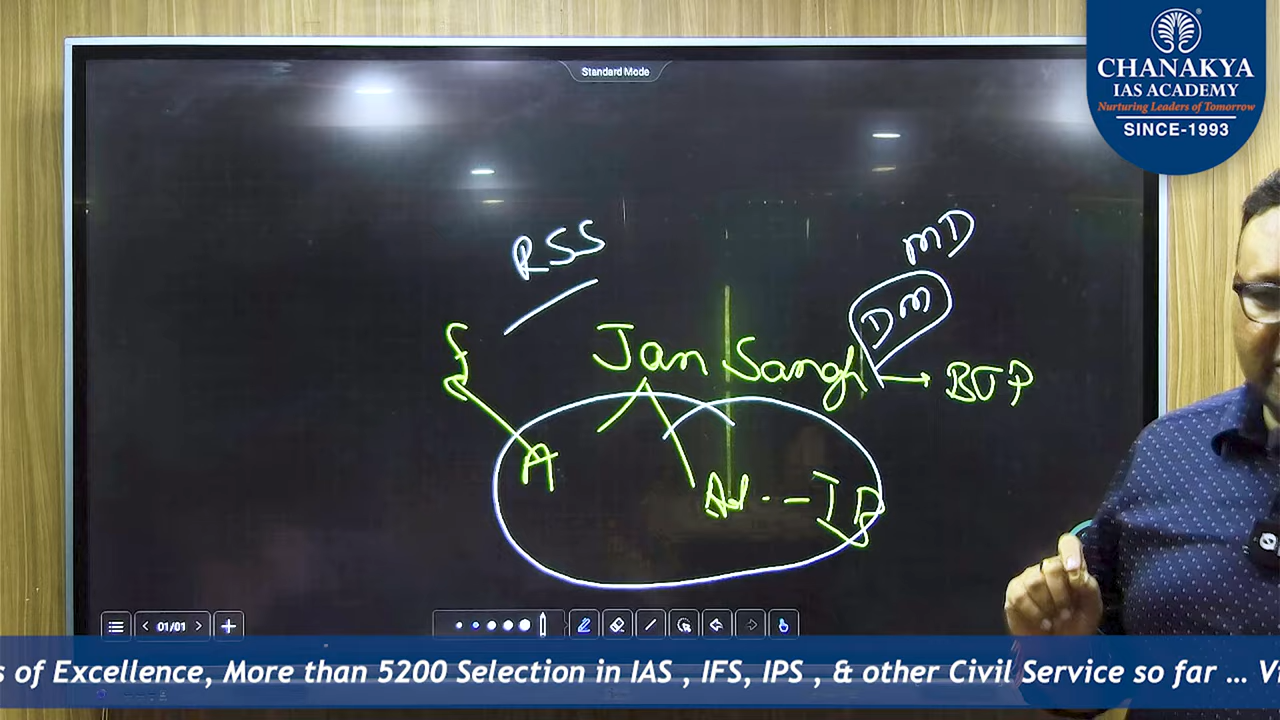 Standard Mode
CHANAKYA
IAS ACADEMY
Nurturing Leaders of Tomorrow
SINCE-1993
MD
RSS
DM
Jan Sangh
BJP
A
01/01
s of Excellence, More than 5200 Selection in IAS , IFS, IPS , & other Civil Service so far ... Vi